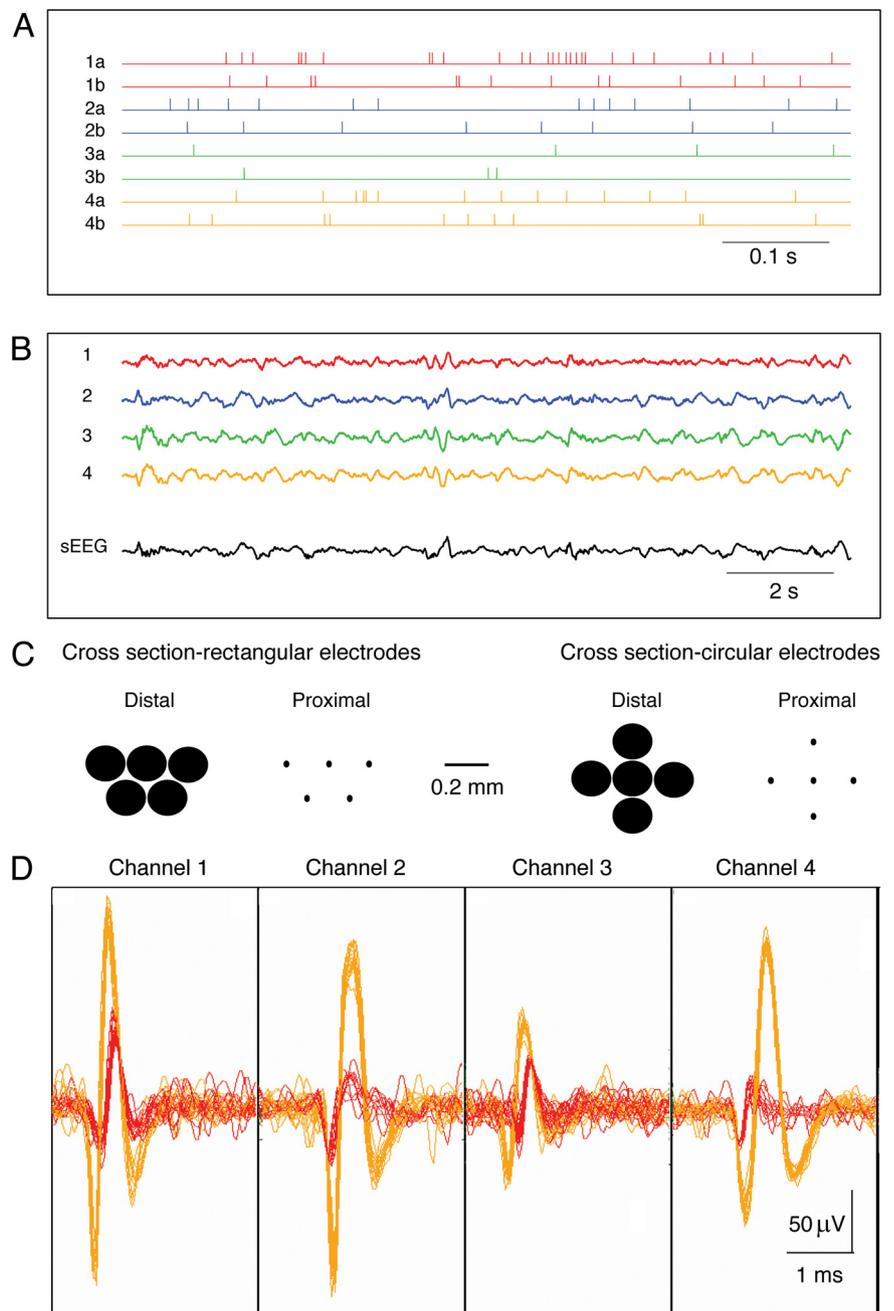 A
1a
1b
2a
2b
3a
3b
4a
4b
0.1 s
B
1
2
3
4
sEEG
2 s
C
Cross section-rectangular electrodes
Cross section-circular electrodes
Distal
Proximal
Distal
Proximal
0.2 mm
D
Channel 1
Channel 2
Channel 3
Channel 4
50 μV
1 ms